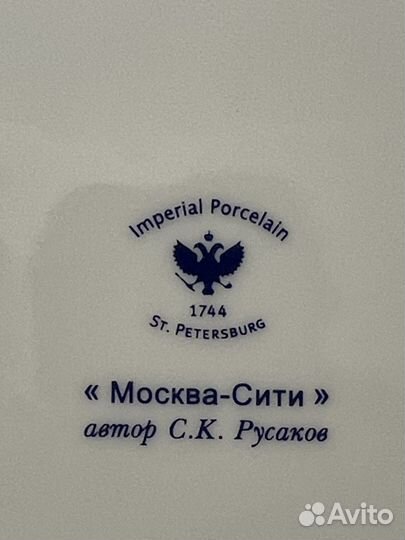 Imperial Porcelain
1744
St. Petersburg
« Москва-Сити »
автор С.К. Русаков
Avito